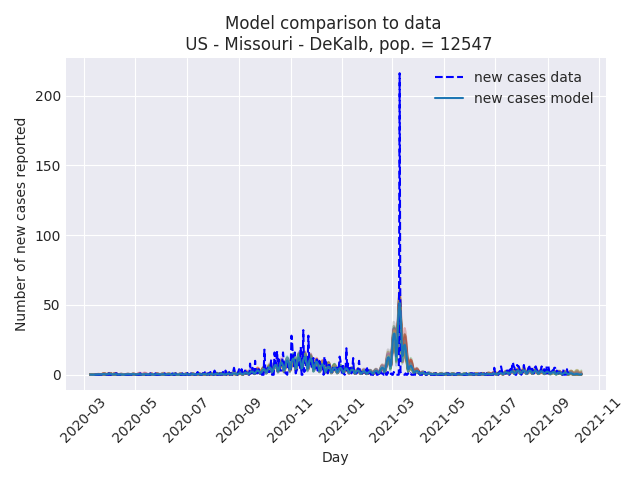 Model comparison to data
US - Missouri - DeKalb, pop. = 12547
new cases data
new cases model
Number of new cases reported
200
150
100
50
0
2020-03
2020-05
2020-07
2020-09
2020-11
2021-01
2021-03
2021-05
2021-07
2021-09
2021-11
Day